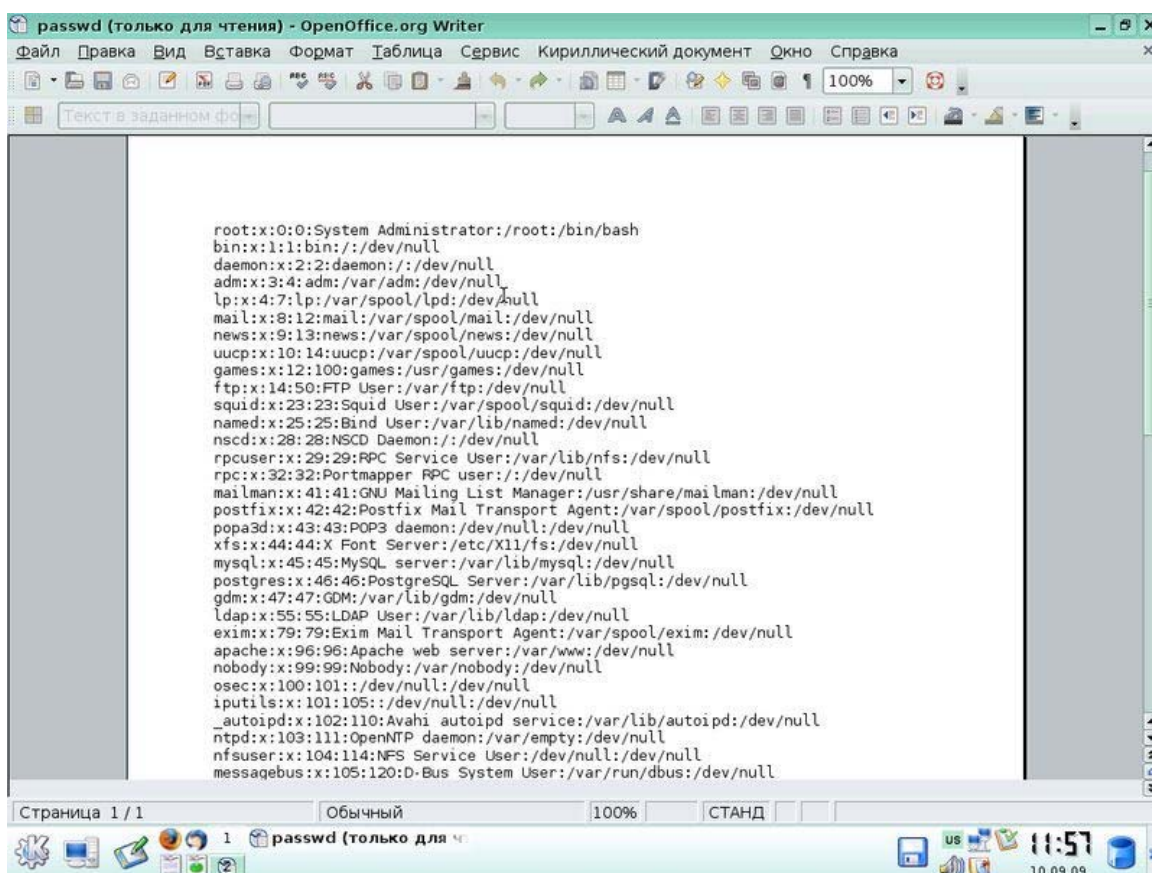 passwd (только для чтения) - OpenOffice.org Writer
Файл Правка Вид Вставка Формат Таблица Сервис Кириллический документ Окно Справка
100%
Текст в заданном фо
root:x:0:0:System Administrator:/root:/bin/bash
bin:x:1:1:bin:/:/dev/null
daemon:x:2:2:daemon:/:/dev/null
adm:x:3:4:adm:/var/adm:/dev/null
lp:x:4:7:lp:/var/spool/lpd:/dev/null
mail:x:8:12:mail:/var/spool/mail:/dev/null
news:x:9:13:news:/var/spool/news:/dev/null
uucp:x:10:14:uucp:/var/spool/uucp:/dev/null
games:x:12:100:games:/usr/games:/dev/null
ftp:x:14:50:FTP User:/var/ftp:/dev/null
squid:x:23:23:Squid User:/var/spool/squid:/dev/null
named:x:25:25:Bind User:/var/lib/named:/dev/null
nscd:x:28:28:NSCD Daemon:/:/dev/null
rpcuser:x:29:29:RPC Service User:/var/lib/nfs:/dev/null
rpc:x:32:32:Portmapper RPC user:/:/dev/null
mailman:x:41:41:GNU Mailing List Manager:/usr/share/mailman:/dev/null
postfix:x:42:42:Postfix Mail Transport Agent:/var/spool/postfix:/dev/null
popa3d:x:43:43:POP3 daemon:/dev/null:/dev/null
xfs:x:44:44:X Font Server:/etc/X11/fs:/dev/null
mysql:x:45:45:MySQL server:/var/lib/mysql:/dev/null
postgres:x:46:46:PostgreSQL Server:/var/lib/pgsql:/dev/null
gdm:x:47:47:GDM:/var/lib/gdm:/dev/null
ldap:x:55:55:LDAP User:/var/lib/ldap:/dev/null
exim:x:79:79:Exim Mail Transport Agent:/var/spool/exim:/dev/null
apache:x:96:96:Apache web server:/var/www:/dev/null
nobody:x:99:99:Nobody:/var/nobody:/dev/null
osec:x:100:101::/dev/null:/dev/null
iputils:x:101:105::/dev/null:/dev/null
_autoipd:x:102:110:Avahi autoipd service:/var/lib/autoipd:/dev/null
ntpd:x:103:111:OpenNTP daemon:/var/empty:/dev/null
nfsuser:x:104:114:NFS Service User:/dev/null:/dev/null
messagebus:x:105:120:D-Bus System User:/var/run/dbus:/dev/null
Страница 1 / 1 Обычный 100% СТАНД
1 passwd (только для ч
2
US 11:57
10.09.09